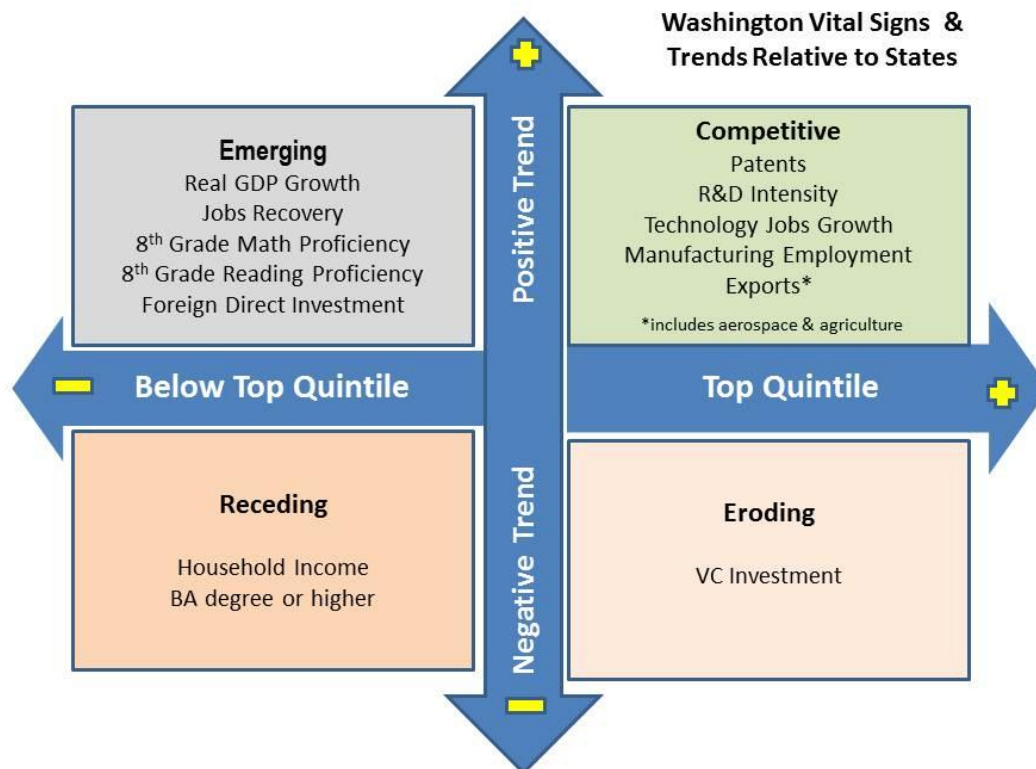 Washington Vital Signs &
Trends Relative to States
Positive Trend
Emerging
Real GDP Growth
Jobs Recovery
8th Grade Math Proficiency
8th Grade Reading Proficiency
Foreign Direct Investment
Competitive
Patents
R&D Intensity
Technology Jobs Growth
Manufacturing Employment
Exports*
*includes aerospace & agriculture
Below Top Quintile
Top Quintile
Receding
Household Income
BA degree or higher
Negative Trend
Eroding
VC Investment